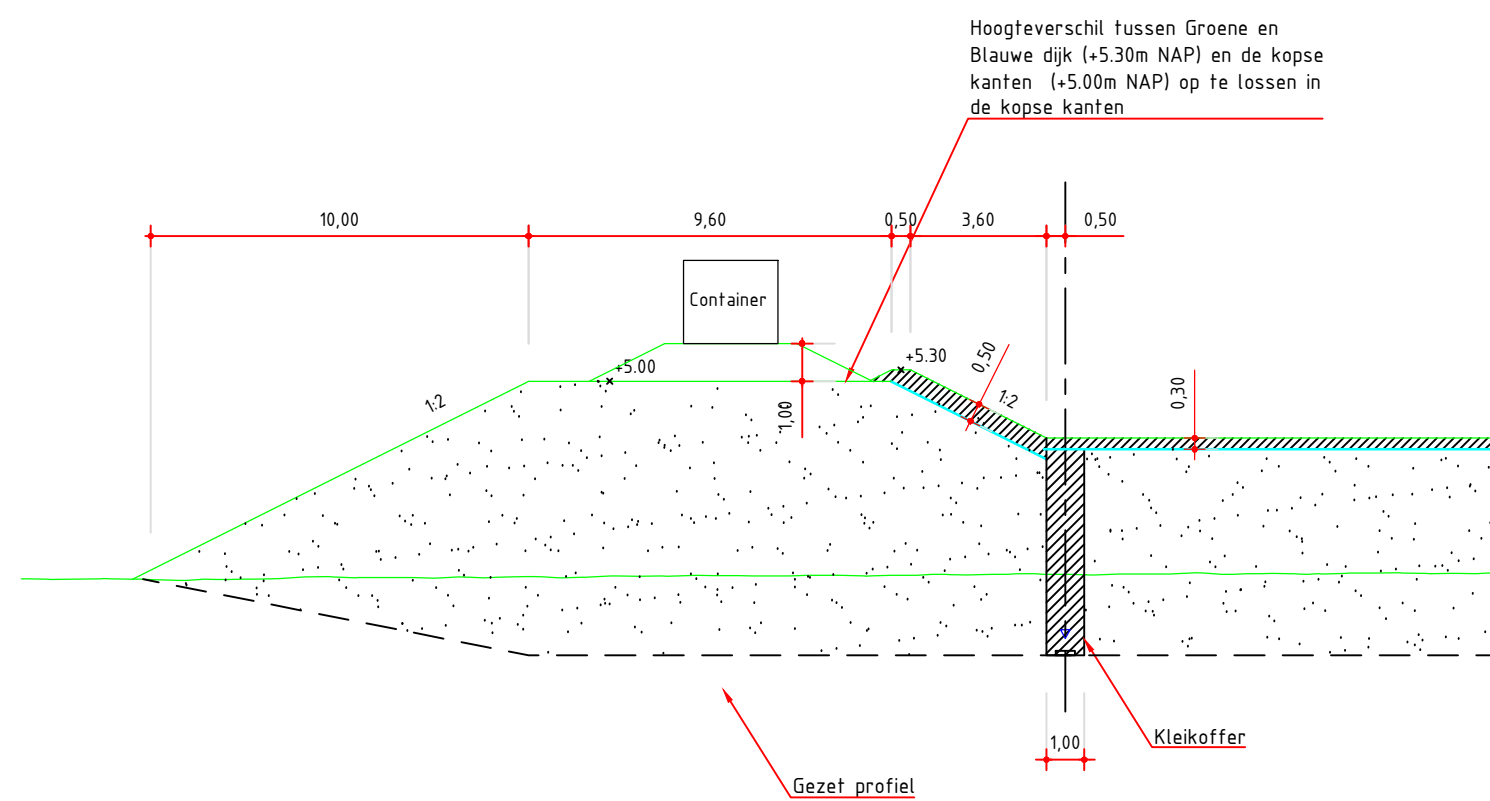 Hoogteverschil tussen Groene en
Blauwe dijk (+5.30m NAP) en de kopse
kanten (+5.00m NAP) op te lossen in
de kopse kanten
10,00
9,60
0,50
3,60
0,50
Container
+5.00
+5.30
0,50
1:2
1:2
1,00
0,30
Kleikoffer
1,00
Gezet profiel